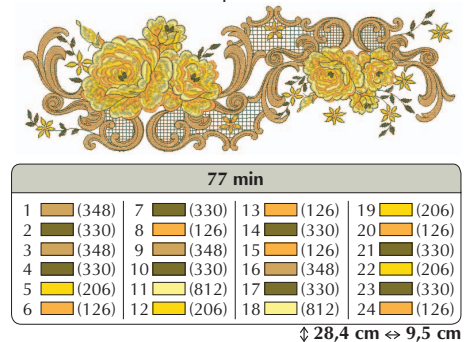 77 min
1 (348) 7 (330) 13 (126) 19 (206)
2 (330) 8 (126) 14 (330) 20 (126)
3 (348) 9 (348) 15 (126) 21 (330)
4 (330) 10 (330) 16 (348) 22 (206)
5 (206) 11 (812) 17 (330) 23 (330)
6 (126) 12 (206) 18 (812) 24 (126)
↕ 28,4 cm ⇔ 9,5 cm